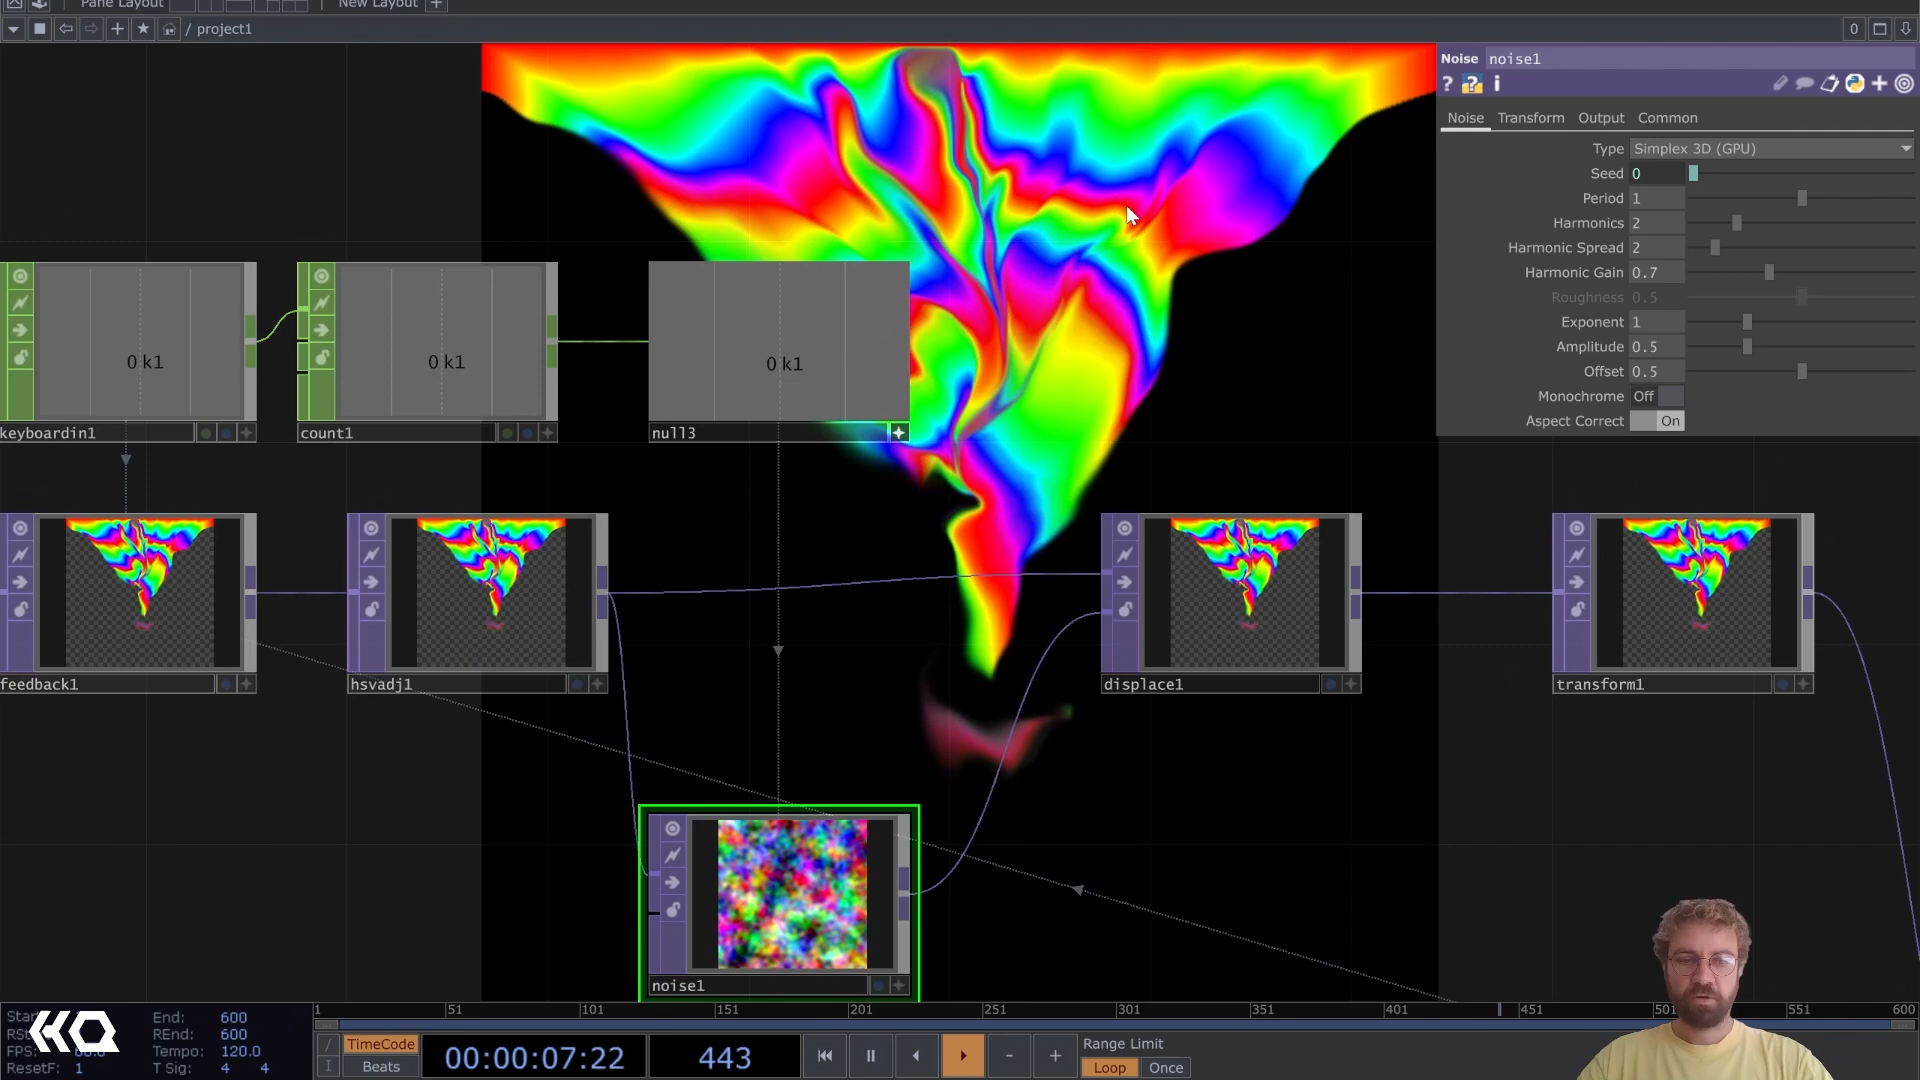 Pane Layout
New Layout
/ project1
0
Noise noise1
Noise Transform Output Common
Type Simplex 3D (GPU)
Seed 0
Period 1
Harmonics 2
Harmonic Spread 2
Harmonic Gain 0.7
Roughness 0.5
Exponent 1
Amplitude 0.5
Offset 0.5
Monochrome Off
Aspect Correct On
0 k1
0 k1
0 k1
keyboardin1
count1
null3
feedback1
hsvadj1
displace1
transform1
noise1
1 51 101 151 201 251 301 351 401 451 501 551 600
End: 600
REnd: 600
FPS:
Tempo: 120.0
ResetF: 1
T Sig: 4 4
TimeCode
Beats
00:00:07:22
443
Range Limit
Loop Once